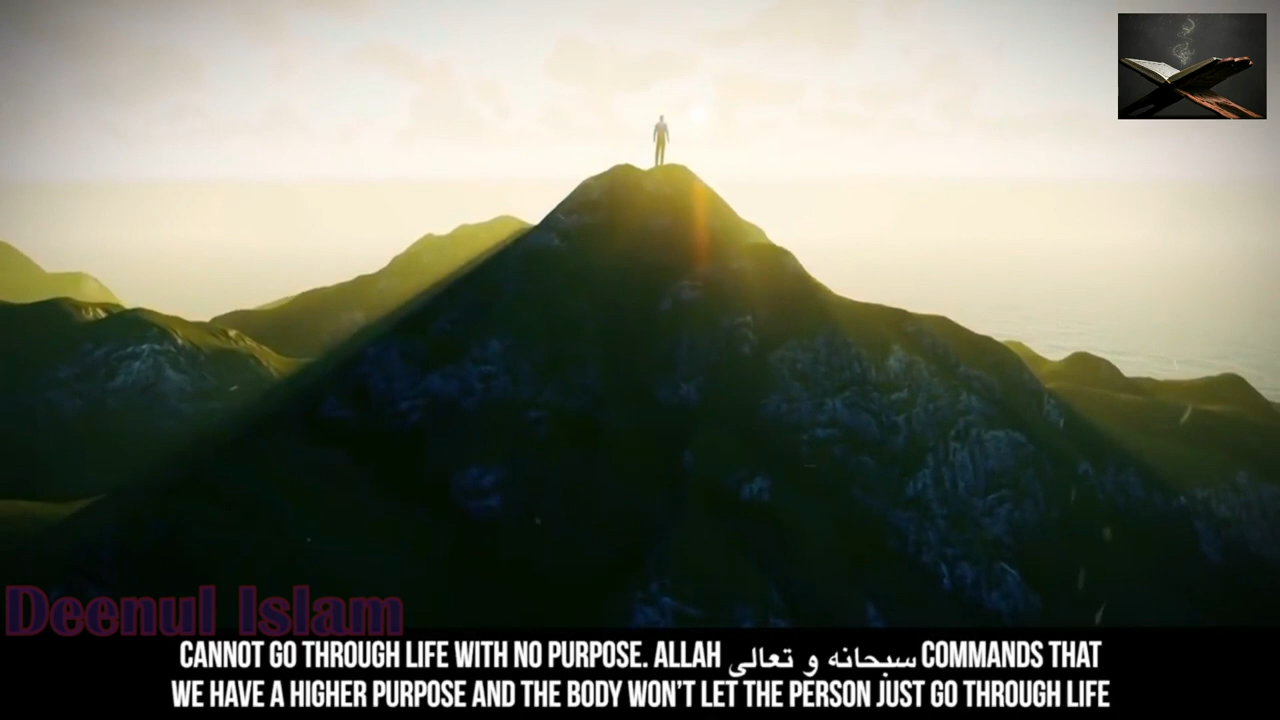 Deenul Islam
CANNOT GO THROUGH LIFE WITH NO PURPOSE. ALLAH سبحانه و تعالى COMMANDS THAT
WE HAVE A HIGHER PURPOSE AND THE BODY WON'T LET THE PERSON JUST GO THROUGH LIFE